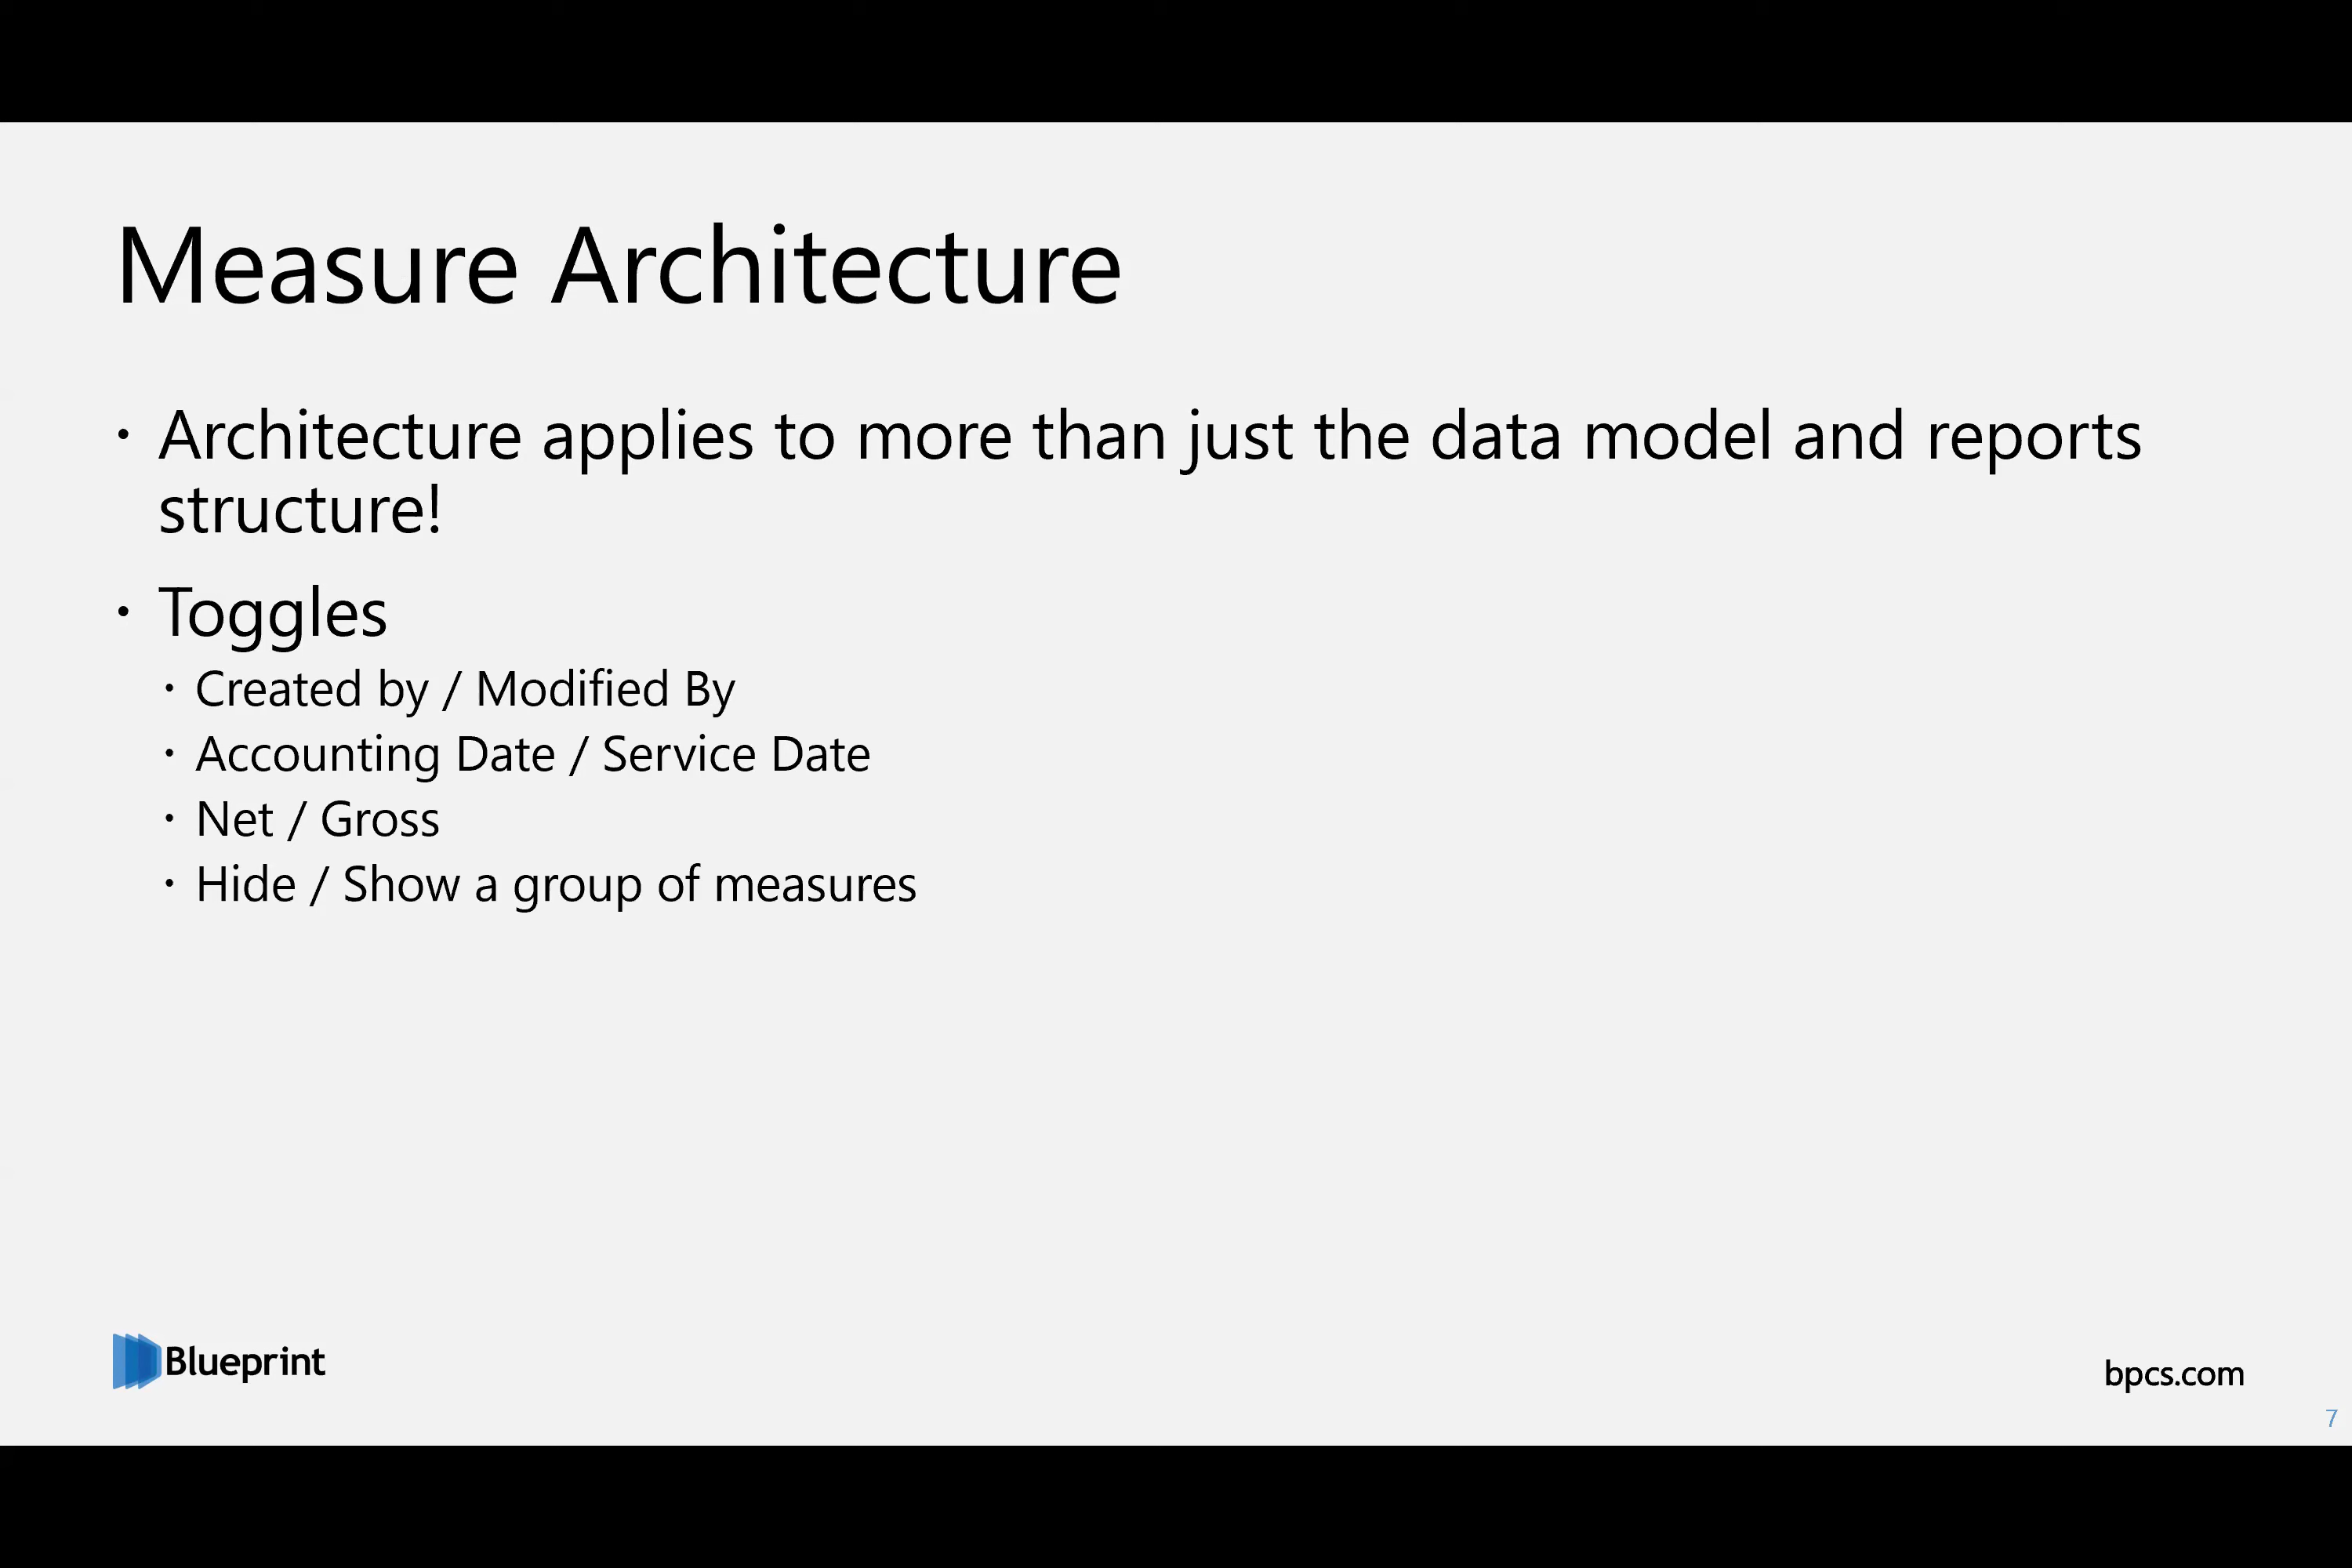 Measure Architecture
• Architecture applies to more than just the data model and reports
structure!
• Toggles
• Created by / Modified By
• Accounting Date / Service Date
• Net / Gross
• Hide / Show a group of measures
Blueprint
bpcs.com
7